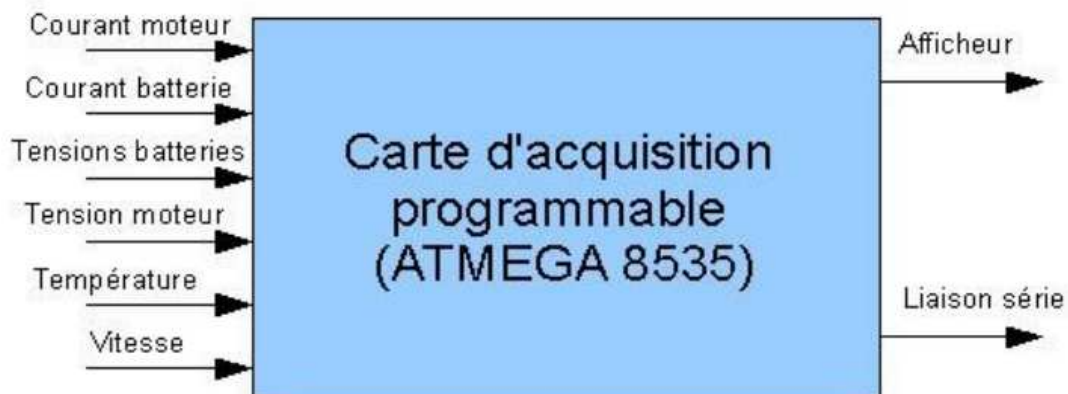 Courant moteur
Courant batterie
Tensions batteries
Tension moteur
Température
Vitesse
Carte d'acquisition
programmable
(ATMEGA 8535)
Afficheur
Liaison série